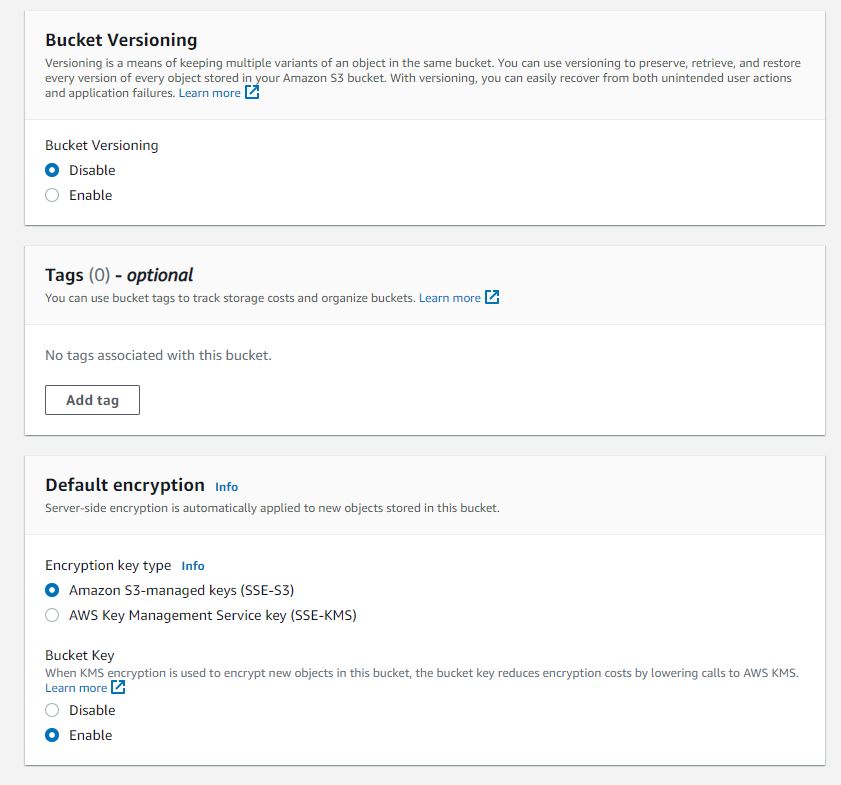 Bucket Versioning
Versioning is a means of keeping multiple variants of an object in the same bucket. You can use versioning to preserve, retrieve, and restore
every version of every object stored in your Amazon S3 bucket. With versioning, you can easily recover from both unintended user actions
and application failures. Learn more
Bucket Versioning
Disable
Enable
Tags (0) - optional
You can use bucket tags to track storage costs and organize buckets. Learn more
No tags associated with this bucket.
Add tag
Default encryption Info
Server-side encryption is automatically applied to new objects stored in this bucket.
Encryption key type Info
Amazon S3-managed keys (SSE-S3)
AWS Key Management Service key (SSE-KMS)
Bucket Key
When KMS encryption is used to encrypt new objects in this bucket, the bucket key reduces encryption costs by lowering calls to AWS KMS.
Learn more
Disable
Enable